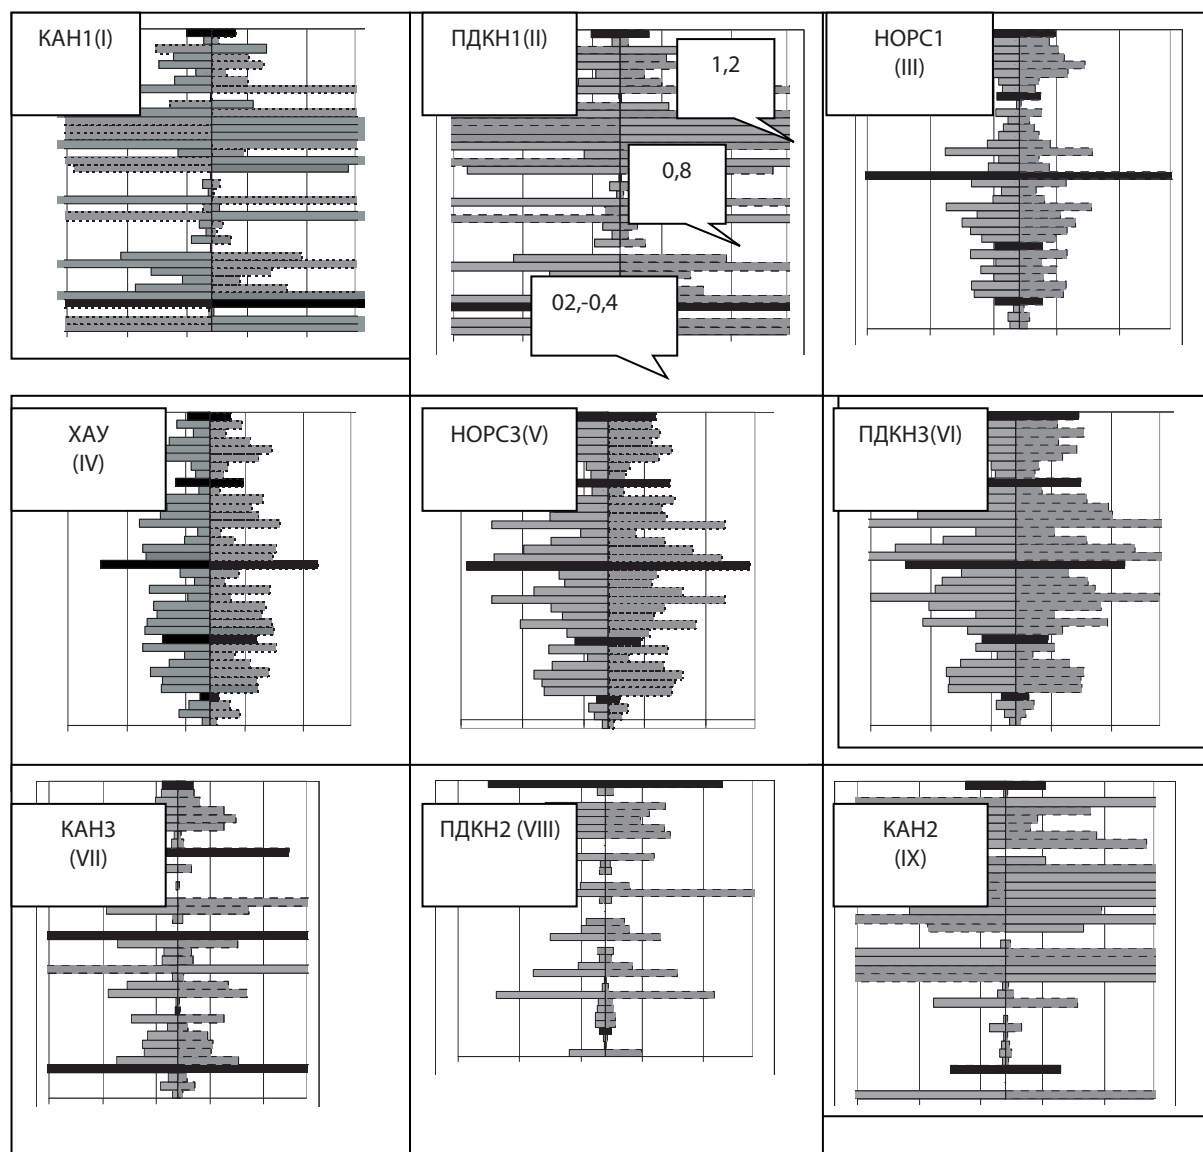 КАН1(I)
ПДКН1(II)
1,2
0,8
02,-0,4
НОРС1
(III)
ХАУ
(IV)
НОРС3(V)
ПДКН3(VI)
КАН3
(VII)
ПДКН2 (VIII)
КАН2
(IX)